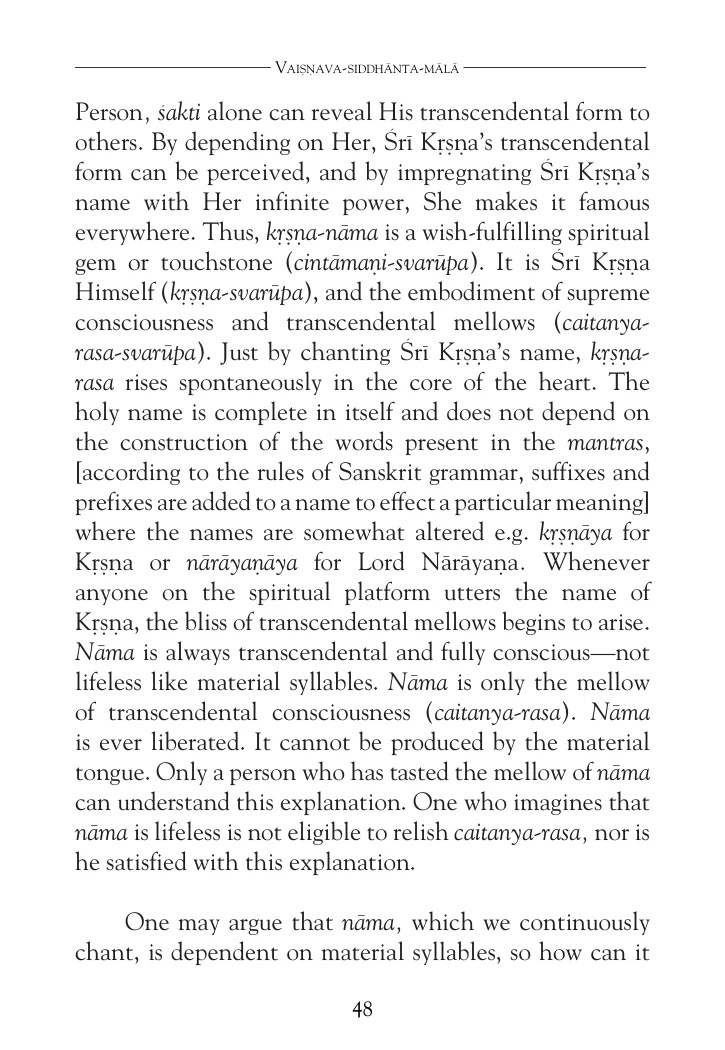 Vaiṣṇava-siddhānta-mālā
Person, śakti alone can reveal His transcendental form to
others. By depending on Her, Śrī Kṛṣṇa’s transcendental
form can be perceived, and by impregnating Śrī Kṛṣṇa’s
name with Her infinite power, She makes it famous
everywhere. Thus, kṛṣṇa-nāma is a wish-fulfilling spiritual
gem or touchstone (cintāmaṇi-svarūpa). It is Śrī Kṛṣṇa
Himself (kṛṣṇa-svarūpa), and the embodiment of supreme
consciousness and transcendental mellows (caitanya-
rasa-svarūpa). Just by chanting Śrī Kṛṣṇa’s name, kṛṣṇa-
rasa rises spontaneously in the core of the heart. The
holy name is complete in itself and does not depend on
the construction of the words present in the mantras,
[according to the rules of Sanskrit grammar, suffixes and
prefixes are added to a name to effect a particular meaning]
where the names are somewhat altered e.g. kṛṣṇāya for
Kṛṣṇa or nārāyaṇāya for Lord Nārāyaṇa. Whenever
anyone on the spiritual platform utters the name of
Kṛṣṇa, the bliss of transcendental mellows begins to arise.
Nāma is always transcendental and fully conscious—not
lifeless like material syllables. Nāma is only the mellow
of transcendental consciousness (caitanya-rasa). Nāma
is ever liberated. It cannot be produced by the material
tongue. Only a person who has tasted the mellow of nāma
can understand this explanation. One who imagines that
nāma is lifeless is not eligible to relish caitanya-rasa, nor is
he satisfied with this explanation.
One may argue that nāma, which we continuously
chant, is dependent on material syllables, so how can it
48